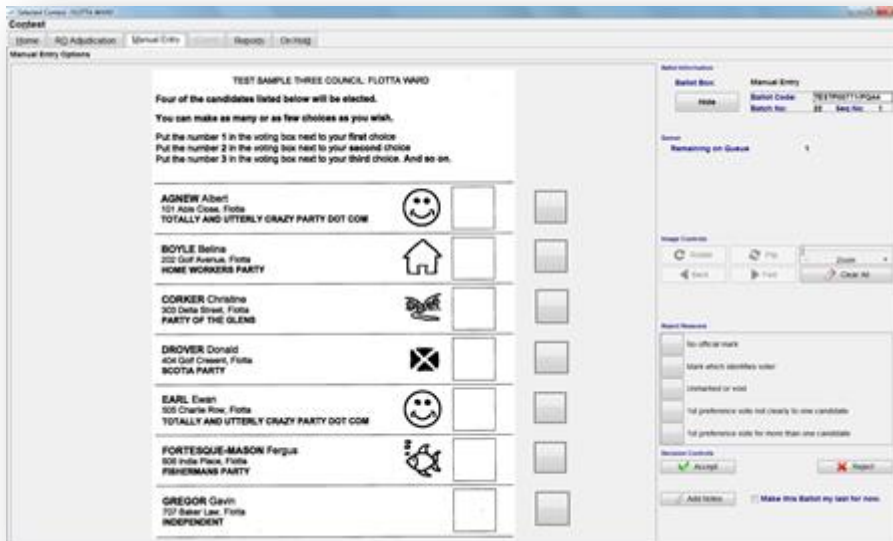 Selected Contest: FLOTTA WARD
Contest
Home RO Adjudication Manual Entry Reports On Hold
Manual Entry Options
TEST SAMPLE THREE COUNCIL: FLOTTA WARD
Four of the candidates listed below will be elected.
You can make as many or as few choices as you wish.
Put the number 1 in the voting box next to your first choice
Put the number 2 in the voting box next to your second choice
Put the number 3 in the voting box next to your third choice. And so on.
AGNEW Albert
101 Able Close, Flotta
TOTALLY AND UTTERLY CRAZY PARTY DOT COM
BOYLE Belina
202 Golf Avenue, Flotta
HOME WORKERS PARTY
CORKER Christine
303 Delta Street, Flotta
PARTY OF THE GLENS
DROVER Donald
404 Golf Cresent, Flotta
SCOTIA PARTY
EARL Ewan
505 Charlie Row, Flotta
TOTALLY AND UTTERLY CRAZY PARTY DOT COM
FORTESQUE-MASON Fergus
606 India Place, Flotta
FISHERMANS PARTY
GREGOR Gavin
707 Baker Law, Flotta
INDEPENDENT
Ballot Information
Ballot Box: Manual Entry
Hide
Ballot Code:
Batch No: Seq No: 1
Remaining on Queue 1
Image Controls
Rotate Flip Zoom
Back Clear All
Reject Reasons
No official mark
Mark which identifies voter
Unmarked or void
1st preference vote not clearly to one candidate
1st preference vote for more than one candidate
Decision Controls
Accept Reject
Add Notes Make this Ballot my last for now.